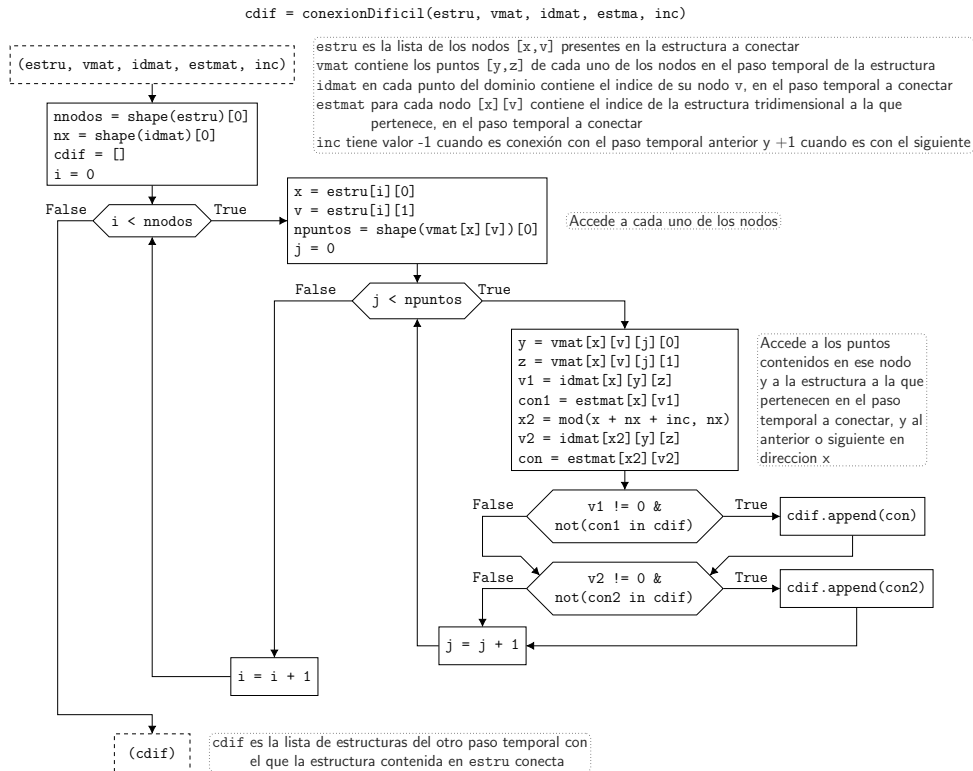 cdif = conexionDificil(estru, vmat, idmat, estma, inc)
(estru, vmat, idmat, estmat, inc)
estru es la lista de los nodos [x,v] presentes en la estructura a conectar
vmat contiene los puntos [y,z] de cada uno de los nodos en el paso temporal de la estructura
idmat en cada punto del dominio contiene el indice de su nodo v, en el paso temporal a conectar
estmat para cada nodo [x][v] contiene el indice de la estructura tridimensional a la que
pertenece, en el paso temporal a conectar
inc tiene valor -1 cuando es conexión con el paso temporal anterior y +1 cuando es con el siguiente
nnodos = shape(estru)[0]
nx = shape(idmat)[0]
cdif = []
i = 0
False
i < nnodos
True
x = estru[i][0]
v = estru[i][1]
npuntos = shape(vmat[x][v])[0]
j = 0
Accede a cada uno de los nodos
False
j < npuntos
True
y = vmat[x][v][j][0]
z = vmat[x][v][j][1]
v1 = idmat[x][y][z]
con1 = estmat[x][v1]
x2 = mod(x + nx + inc, nx)
v2 = idmat[x2][y][z]
con = estmat[x2][v2]
Accede a los puntos
contenidos en ese nodo
y a la estructura a la que
pertenecen en el paso
temporal a conectar, y al
anterior o siguiente en
direccion x
False
v1 != 0 &
not(con1 in cdif)
True
cdif.append(con)
False
v2 != 0 &
not(con2 in cdif)
True
cdif.append(con2)
j = j + 1
i = i + 1
(cdif)
cdif es la lista de estructuras del otro paso temporal con
el que la estructura contenida en estru conecta